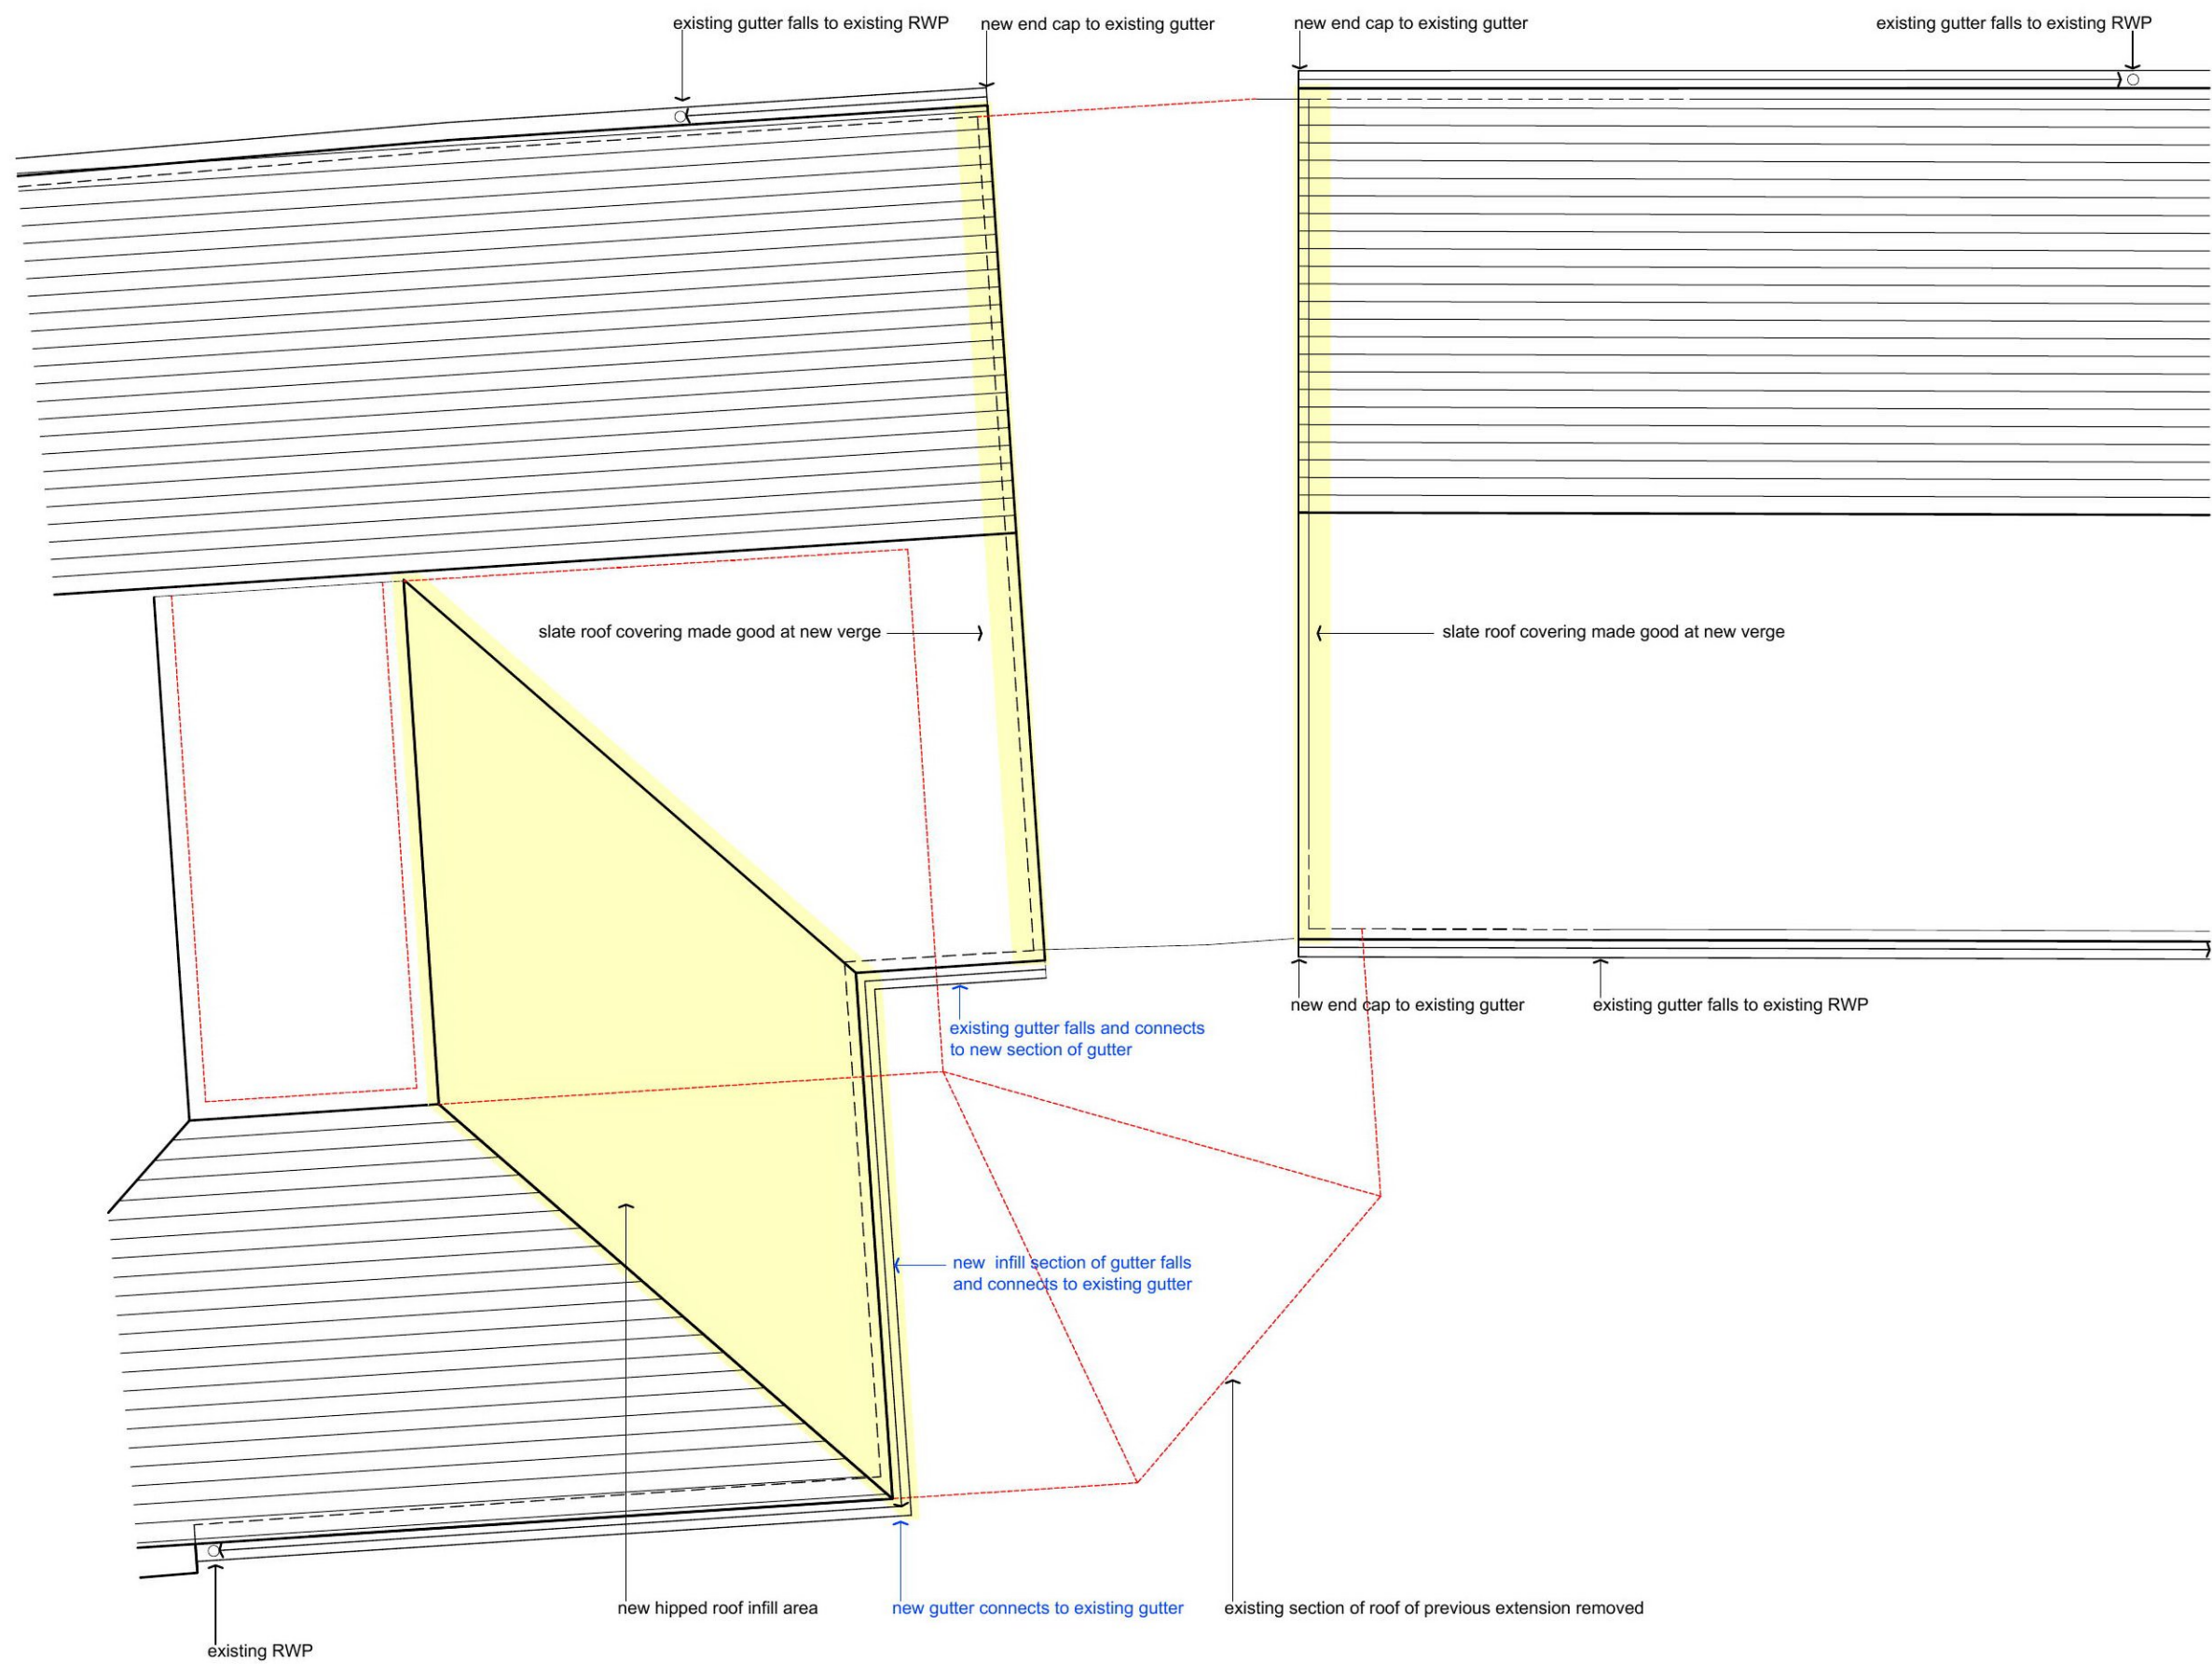 existing gutter falls to existing RWP
new end cap to existing gutter
new end cap to existing gutter
existing gutter falls to existing RWP
slate roof covering made good at new verge
slate roof covering made good at new verge
new end cap to existing gutter
existing gutter falls to existing RWP
existing gutter falls and connects
to new section of gutter
new  infill section of gutter falls
and connects to existing gutter
new hipped roof infill area
new gutter connects to existing gutter
existing section of roof of previous extension removed
existing RWP